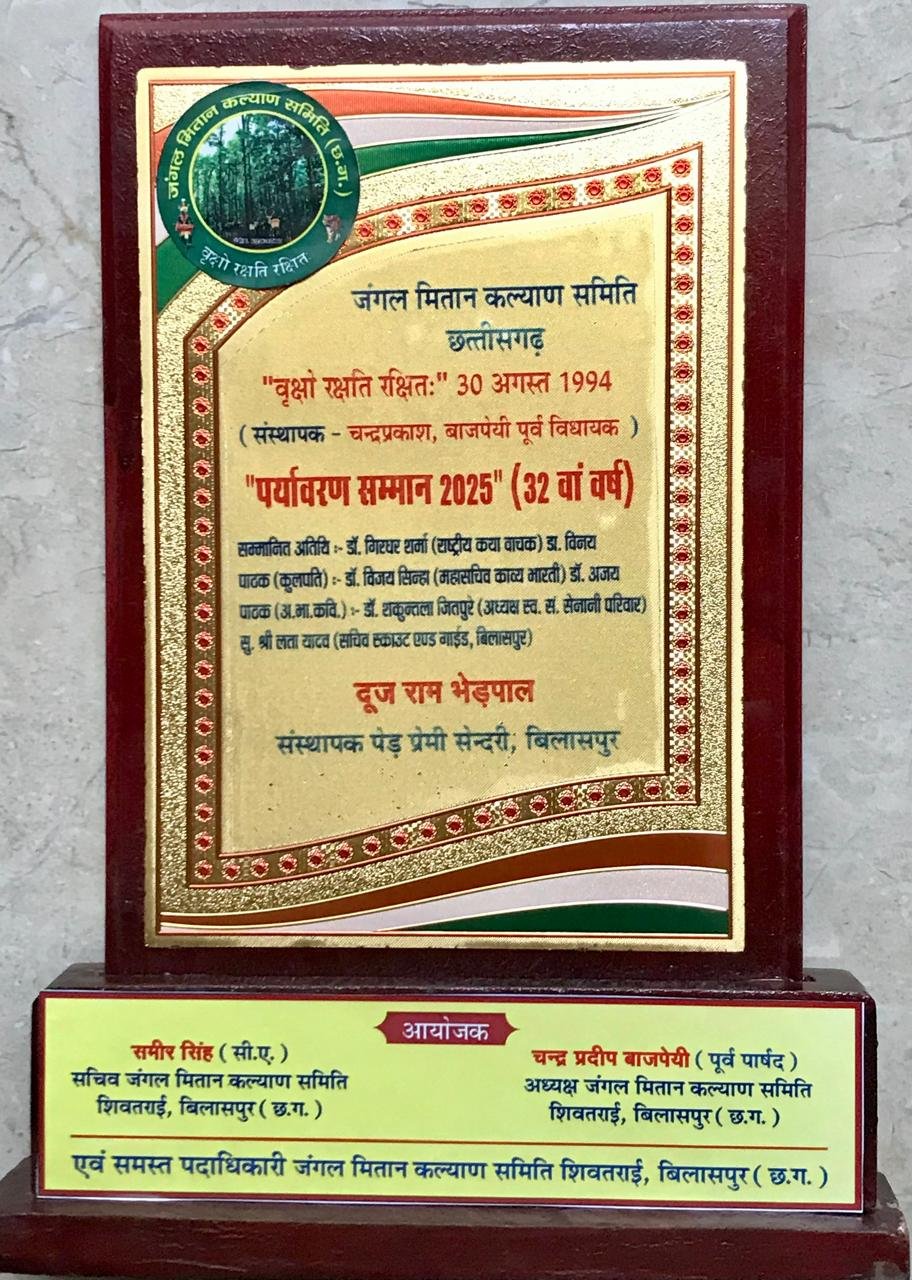 जंगल मितान कल्याण समिति (छ.ग.)
वृक्षो रक्षति रक्षितः
जंगल मितान कल्याण समिति
छत्तीसगढ़
"वृक्षो रक्षति रक्षितः" 30 अगस्त 1994
( संस्थापक - चन्द्रप्रकाश, बाजपेयी पूर्व विधायक )
"पर्यावरण सम्मान 2025" (32 वां वर्ष)
सम्मानित अतिथि :- डॉ. गिरधर शर्मा (राष्ट्रीय कथा वाचक) डा. विनय
पाठक (कुलपति) :- डॉ. विजय सिन्हा (महासचिव काव्य भारती) डॉ. अजय
पाठक (अ.भा.कवि.) :- डॉ. शकुन्तला जितपुरे (अध्यक्ष स्व. सं. सेनानी परिवार)
सु. श्री लता यादव (सचिव स्काउट एण्ड गाईड, बिलासपुर)
दूज राम भेड़पाल
संस्थापक पेड़ प्रेमी सेन्दरी, बिलासपुर
आयोजक
समीर सिंह ( सी.ए. )
सचिव जंगल मितान कल्याण समिति
शिवतराई, बिलासपुर ( छ.ग. )
चन्द्र प्रदीप बाजपेयी ( पूर्व पार्षद )
अध्यक्ष जंगल मितान कल्याण समिति
शिवतराई, बिलासपुर ( छ.ग. )
एवं समस्त पदाधिकारी जंगल मितान कल्याण समिति शिवतराई, बिलासपुर ( छ.ग. )